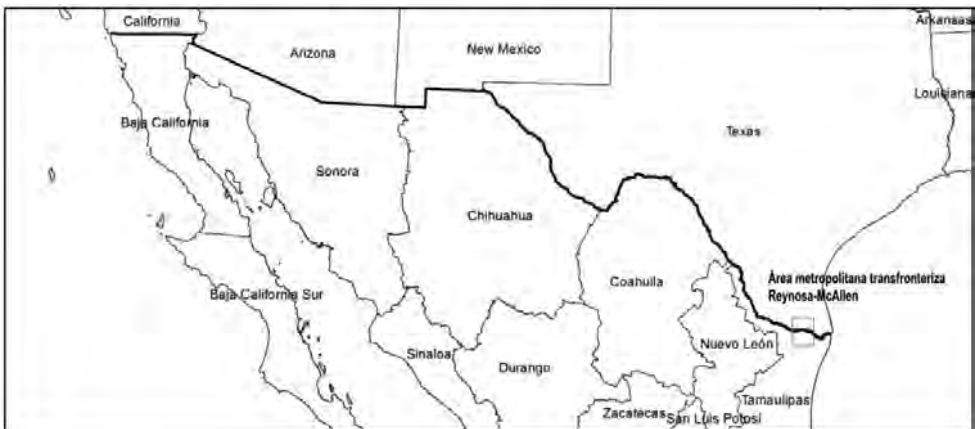 California
Arkansas
Arizona
New Mexico
Louisiana
Baja California
Texas
Sonora
Chihuahua
Área metropolitana transfronteriza
Reynosa-McAllen
Coahuila
Baja California Sur
Nuevo León
Sinaloa
Durango
Tamaulipas
Zacatecas
San Luis Potosí